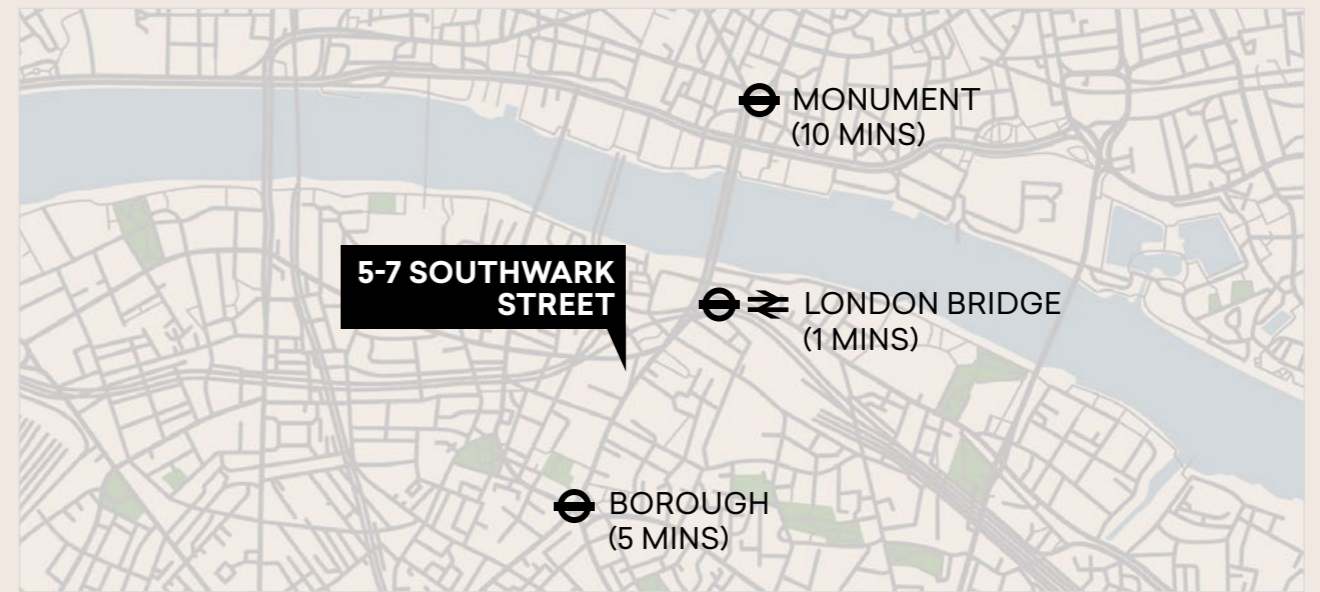 MONUMENT
(10 MINS)
5-7 SOUTHWARK
STREET
LONDON BRIDGE
(1 MINS)
BOROUGH
(5 MINS)